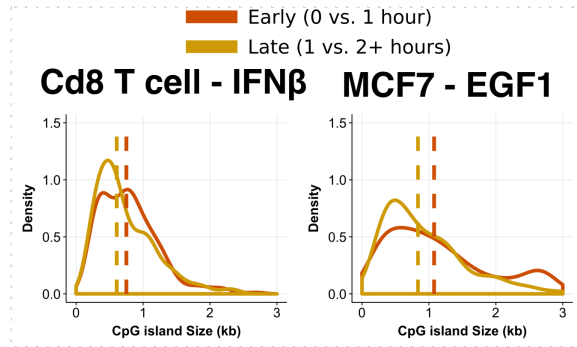 Early (0 vs. 1 hour)
Late (1 vs. 2+ hours)
Cd8 T cell - IFNβ
MCF7 - EGF1
1.5
1.0
0.5
0.0
Density
0
1
2
3
CpG island Size (kb)
1.5
1.0
0.5
0.0
Density
0
1
2
3
CpG island Size (kb)